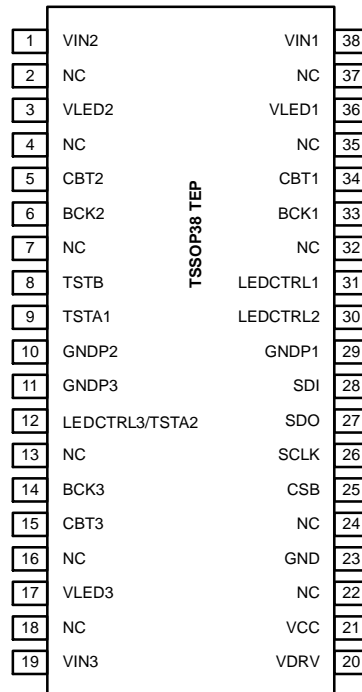 1 VIN2 VIN1 38
2 NC NC 37
3 VLED2 VLED1 36
4 NC NC 35
5 CBT2 CBT1 34
6 BCK2 BCK1 33
7 NC NC 32
8 TSTB LEDCTRL1 31
9 TSTA1 LEDCTRL2 30
10 GNDP2 GNDP1 29
11 GNDP3 SDI 28
12 LEDCTRL3/TSTA2 SDO 27
13 NC SCLK 26
14 BCK3 CSB 25
15 CBT3 NC 24
16 NC GND 23
17 VLED3 NC 22
18 NC VCC 21
19 VIN3 VDRV 20
TSSOP38 TEP